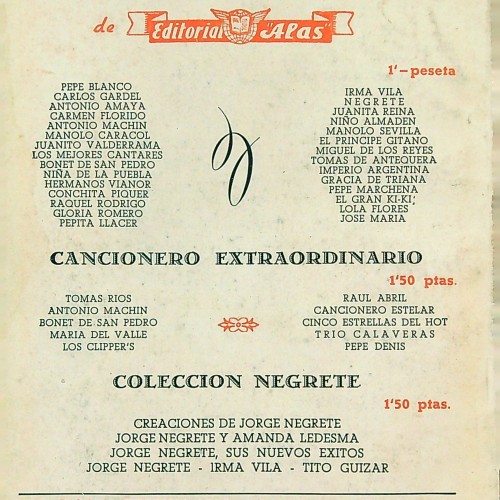 de Editorial "Alas"
1'— peseta
PEPE BLANCO
CARLOS GARDEL
ANTONIO AMAYA
CARMEN FLORIDO
ANTONIO MACHIN
MANOLO CARACOL
JUANITO VALDERRAMA
LOS MEJORES CANTARES
BONET DE SAN PEDRO
NIÑA DE LA PUEBLA
HERMANOS VIANOR
CONCHITA PIQUER
RAQUEL RODRIGO
GLORIA ROMERO
PEPITA LLACER
IRMA VILA
NEGRETE
JUANITA REINA
NIÑO ALMADEN
MANOLO SEVILLA
EL PRINCIPE GITANO
MIGUEL DE LOS REYES
TOMAS DE ANTEQUERA
IMPERIO ARGENTINA
GRACIA DE TRIANA
PEPE MARCHENA
EL GRAN KI-KI;
LOLA FLORES
JOSE MARIA
CANCIONERO EXTRAORDINARIO
1'50 ptas.
TOMAS RIOS
ANTONIO MACHIN
BONET DE SAN PEDRO
MARIA DEL VALLE
LOS CLIPPER'S
RAUL ABRIL
CANCIONERO ESTELAR
CINCO ESTRELLAS DEL HOT
TRIO CALAVERAS
PEPE DENIS
COLECCION NEGRETE
1'50 ptas.
CREACIONES DE JORGE NEGRETE
JORGE NEGRETE Y AMANDA LEDESMA
JORGE NEGRETE, SUS NUEVOS EXITOS
JORGE NEGRETE - IRMA VILA - TITO GUIZAR